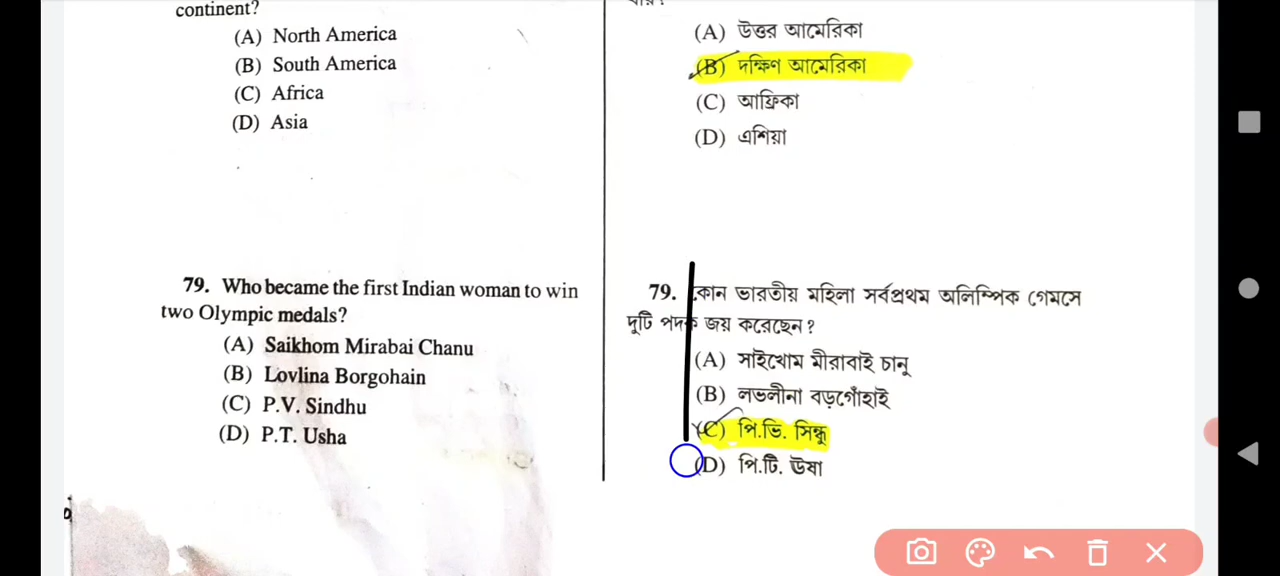 continent?
(A) North America
(B) South America
(C) Africa
(D) Asia
79. Who became the first Indian woman to win
two Olympic medals?
(A) Saikhom Mirabai Chanu
(B) Lovlina Borgohain
(C) P.V. Sindhu
(D) P.T. Usha
(A) উত্তর আমেরিকা
(B) দক্ষিণ আমেরিকা
(C) আফ্রিকা
(D) এশিয়া
79. কোন ভারতীয় মহিলা সর্বপ্রথম অলিম্পিক গেমসে
দুটি পদক জয় করেছেন?
(A) সাইখোম মীরাবাই চানু
(B) লভলীনা বড়গোঁহাই
(C) পি.ভি. সিন্ধু
(D) পি.টি. ঊষা